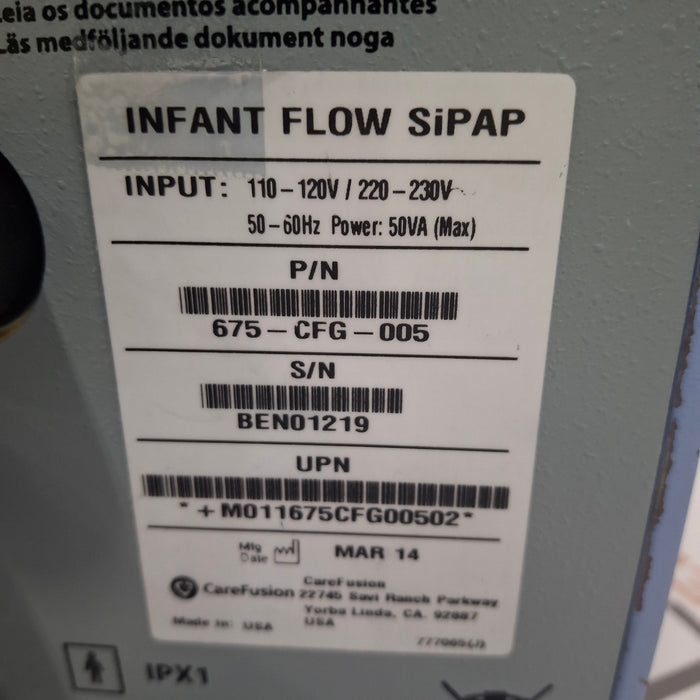 Leia os documentos acompanhantes
Läs medföljande dokument noga
INFANT FLOW SiPAP
INPUT: 110-120V / 220-230V~
50-60Hz Power: 50VA (Max)
P/N
675-CFG-005
S/N
BEN01219
UPN
*+M011675CFG00502*
Mfg
Date
MAR 14
CareFusion
CareFusion 22745 Savi Ranch Parkway
Yorba Linda, CA. 92887
Made in: USA USA
777005(J)
IPX1